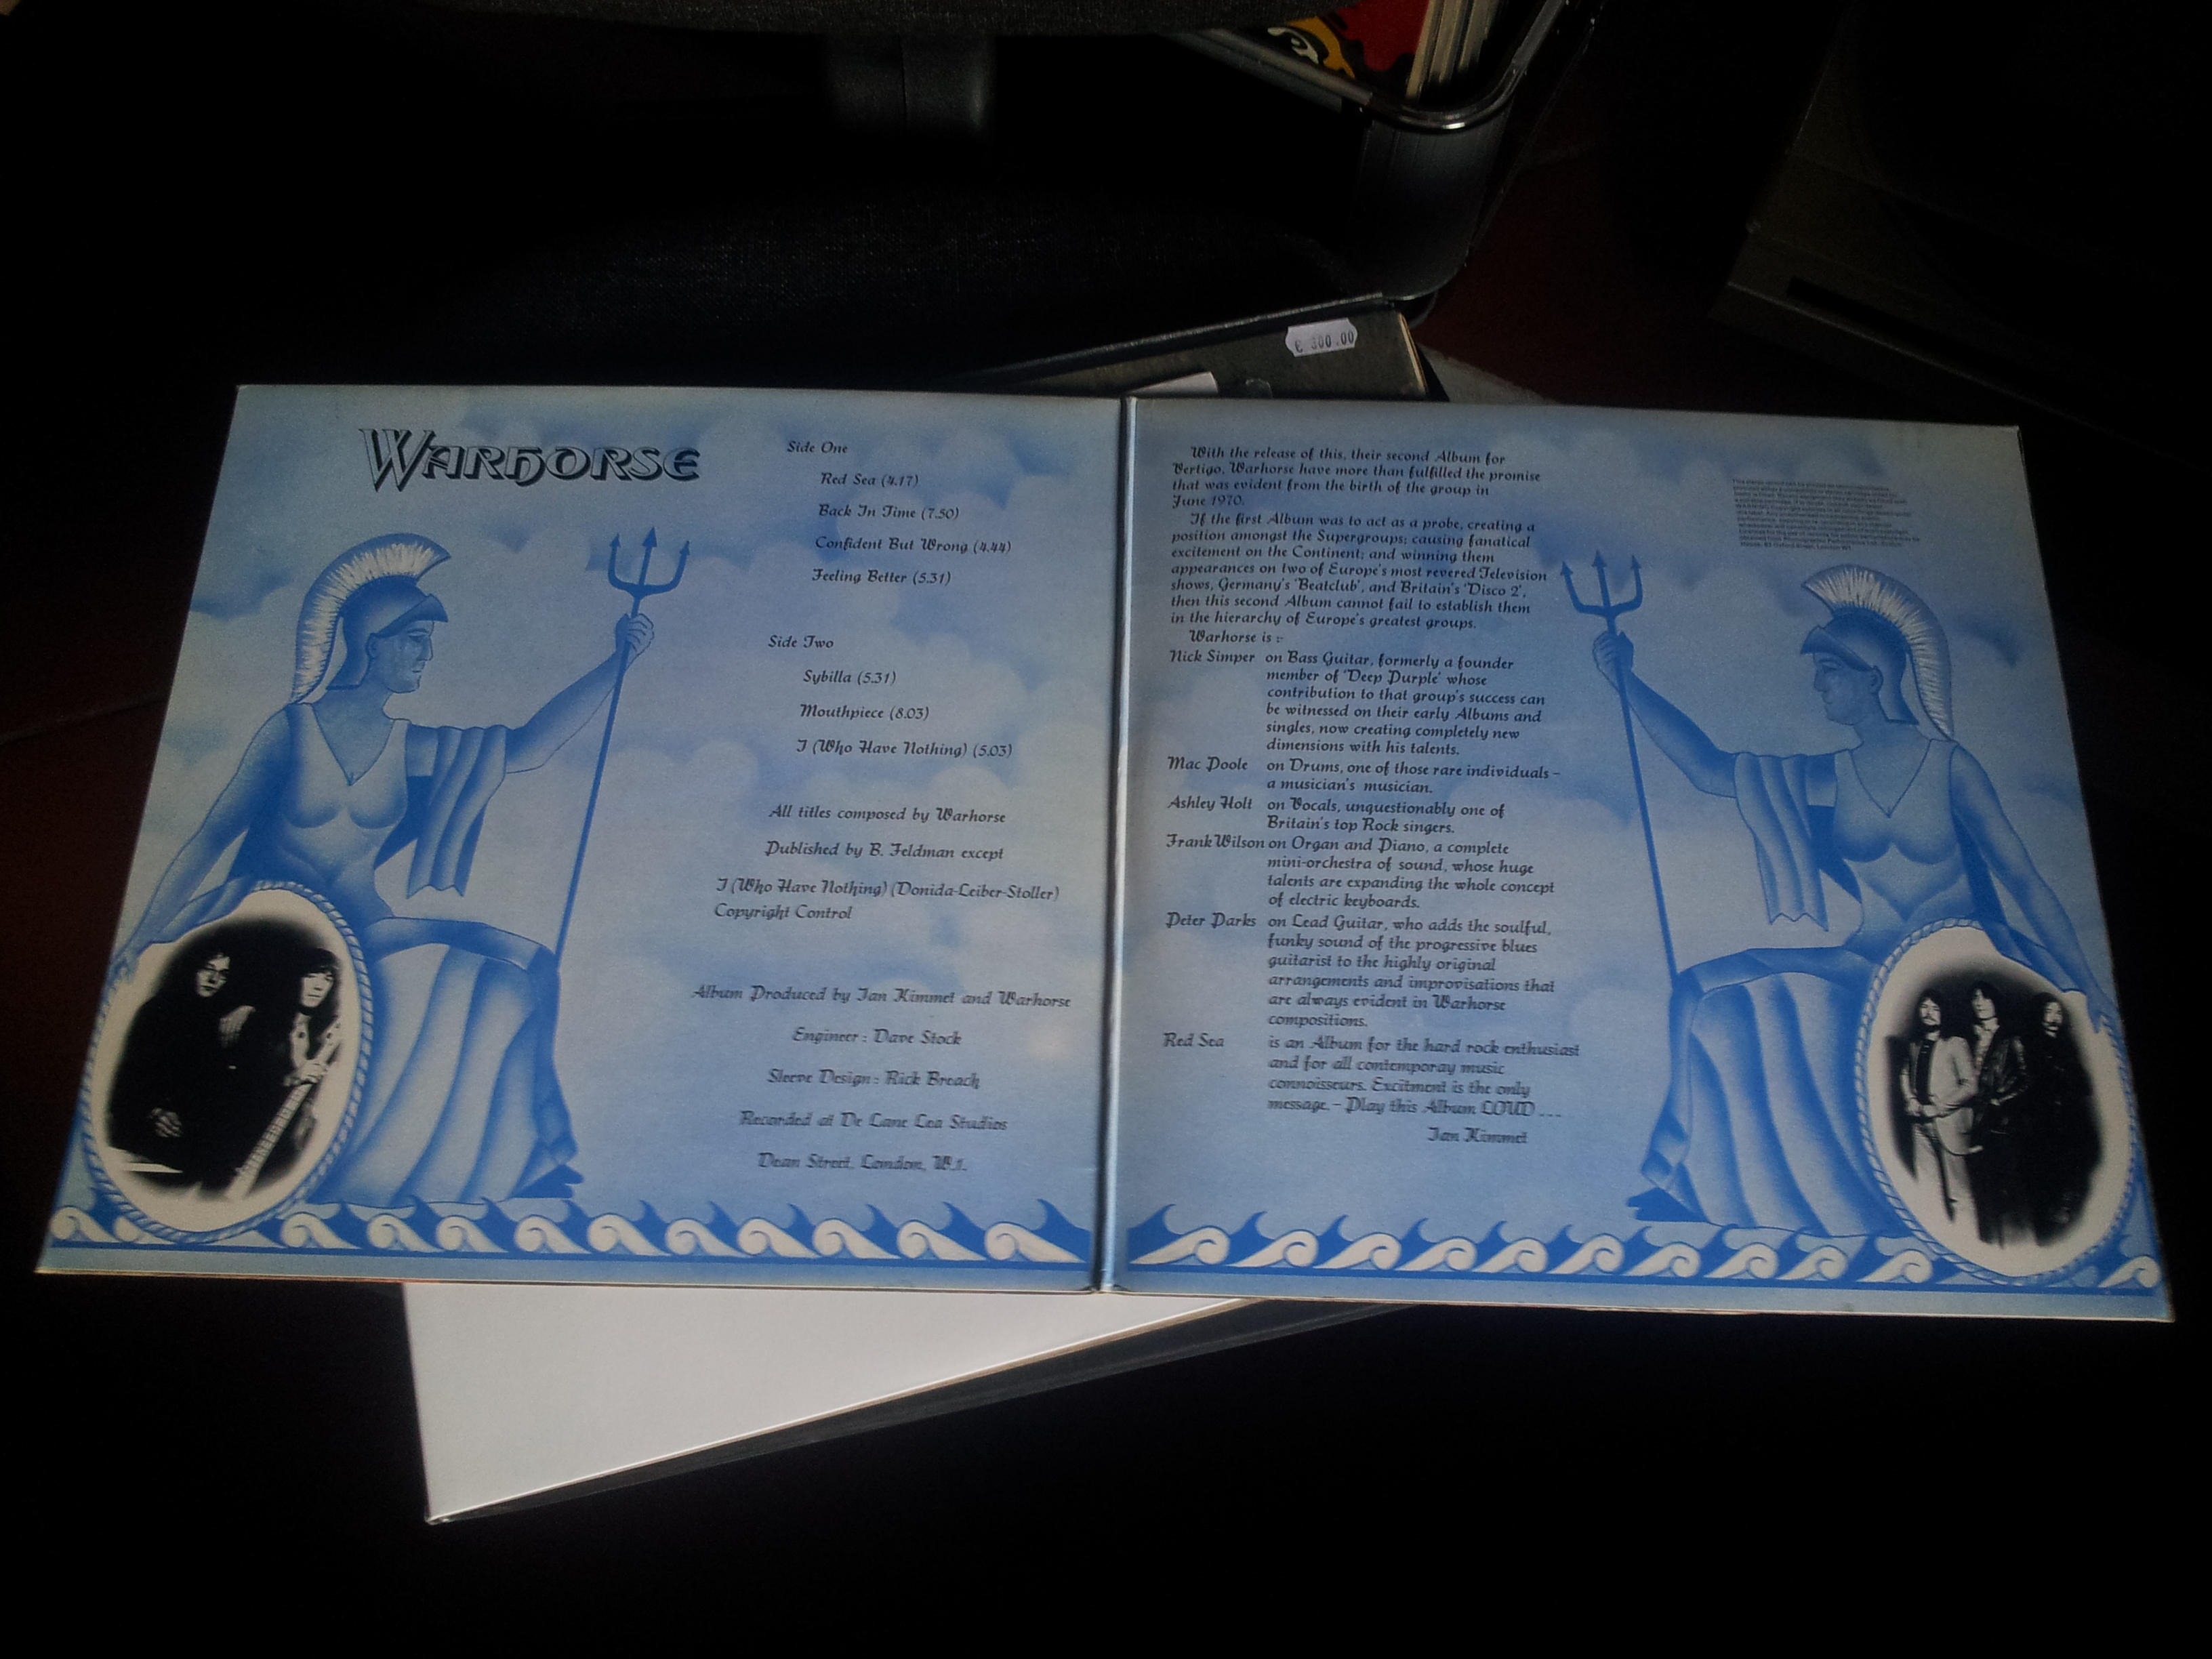 € 300.00
WARHORSE
Side One
Red Sea (4.17)
Back In Time (7.50)
Confident But Wrong (4.44)
Feeling Better (5.31)
Side Two
Sybilla (5.31)
Mouthpiece (8.03)
I (Who Have Nothing) (5.03)
All titles composed by Warhorse
Published by B. Feldman except
I (Who Have Nothing) (Donida-Leiber-Stoller)
Copyright Control
Album Produced by Ian Kimmet and Warhorse
Engineer : Dave Stock
Sleeve Design : Rick Breach
Recorded at De Lane Lea Studios
Dean Street, London, W.1.
With the release of this, their second Album for
Vertigo, Warhorse have more than fulfilled the promise
that was evident from the birth of the group in
June 1970.
If the first Album was to act as a probe, creating a
position amongst the Supergroups; causing fanatical
excitement on the Continent; and winning them
appearances on two of Europe's most revered Television
shows, Germany's 'Beatclub', and Britain's 'Disco 2',
then this second Album cannot fail to establish them
in the hierarchy of Europe's greatest groups.
Warhorse is :-
Nick Simper on Bass Guitar, formerly a founder
member of 'Deep Purple' whose
contribution to that group's success can
be witnessed on their early Albums and
singles, now creating completely new
dimensions with his talents.
Mac Poole on Drums, one of those rare individuals -
a musician's musician.
Ashley Holt on Vocals, unquestionably one of
Britain's top Rock singers.
Frank Wilson on Organ and Piano, a complete
mini-orchestra of sound, whose huge
talents are expanding the whole concept
of electric keyboards.
Peter Parks on Lead Guitar, who adds the soulful,
funky sound of the progressive blues
guitarist to the highly original
arrangements and improvisations that
are always evident in Warhorse
compositions.
Red Sea is an Album for the hard rock enthusiast
and for all contemporay music
connoisseurs. Excitment is the only
message. - Play this Album LOUD ...
Ian Kimmet